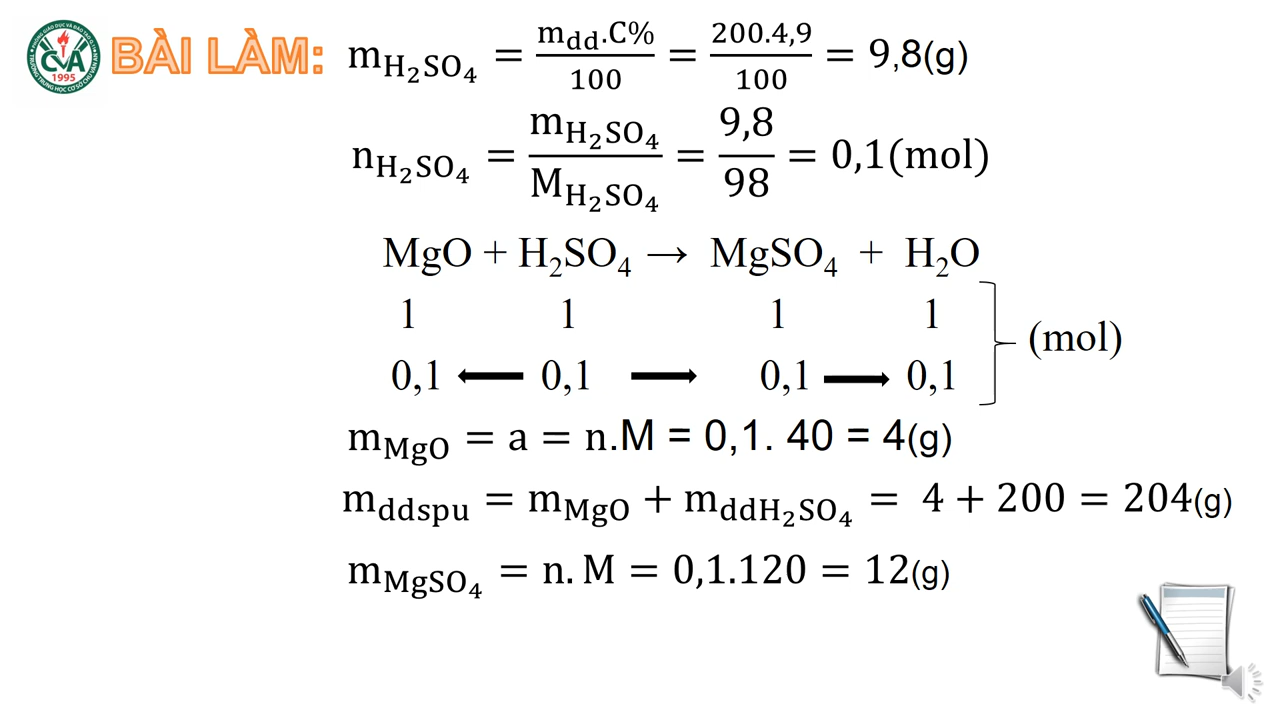 BÀI LÀM:
m_H₂SO₄ = m_dd.C%/100 = 200.4,9/100 = 9,8(g)
n_H₂SO₄ = m_H₂SO₄/M_H₂SO₄ = 9,8/98 = 0,1(mol)
MgO + H₂SO₄ → MgSO₄ + H₂O
1 1 1 1
(mol)
0,1 ← 0,1 → 0,1 → 0,1
m_MgO = a = n.M = 0,1. 40 = 4(g)
m_ddspu = m_MgO + m_ddH₂SO₄ = 4 + 200 = 204(g)
m_MgSO₄ = n. M = 0,1.120 = 12(g)
CVA
1995